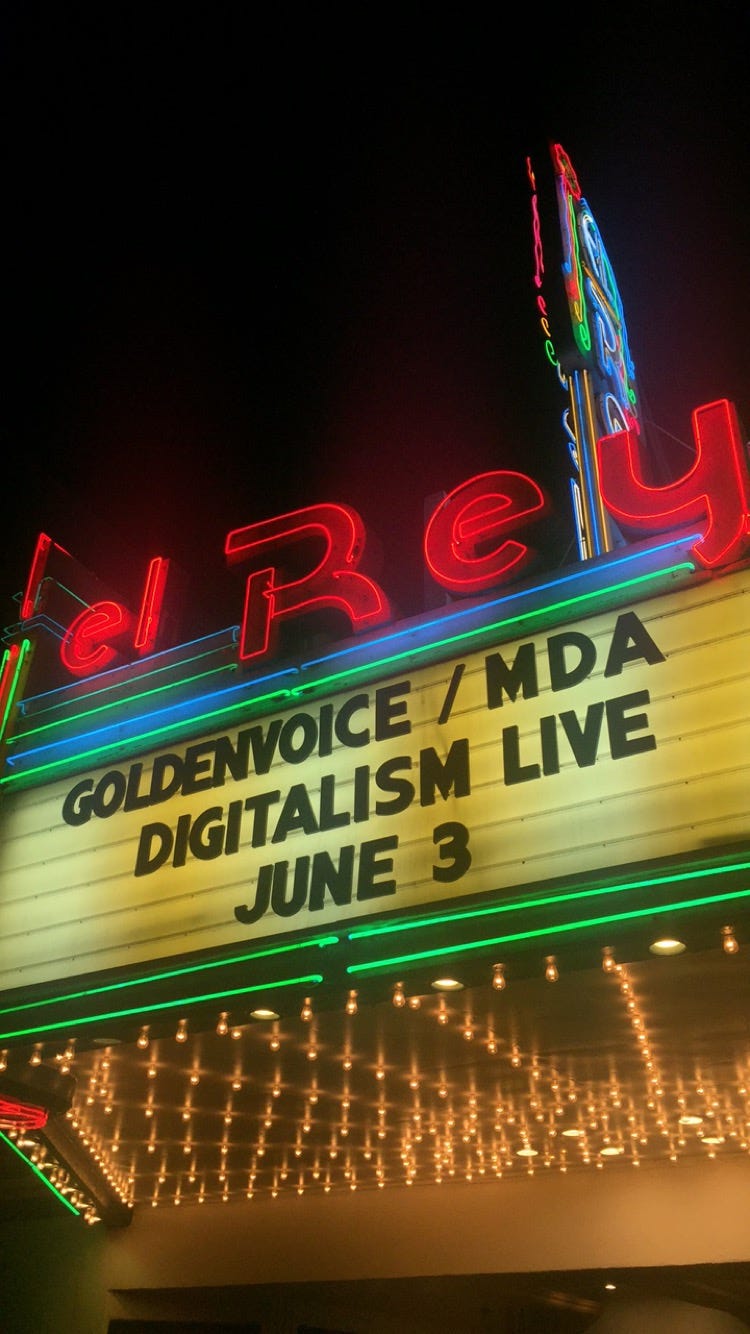 el Rey
GOLDENVOICE / MDA
DIGITALISM LIVE
JUNE 3